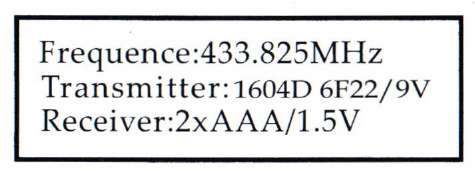 Frequence:433.825MHz
Transmitter:1604D 6F22/9V
Receiver:2xAAA/1.5V